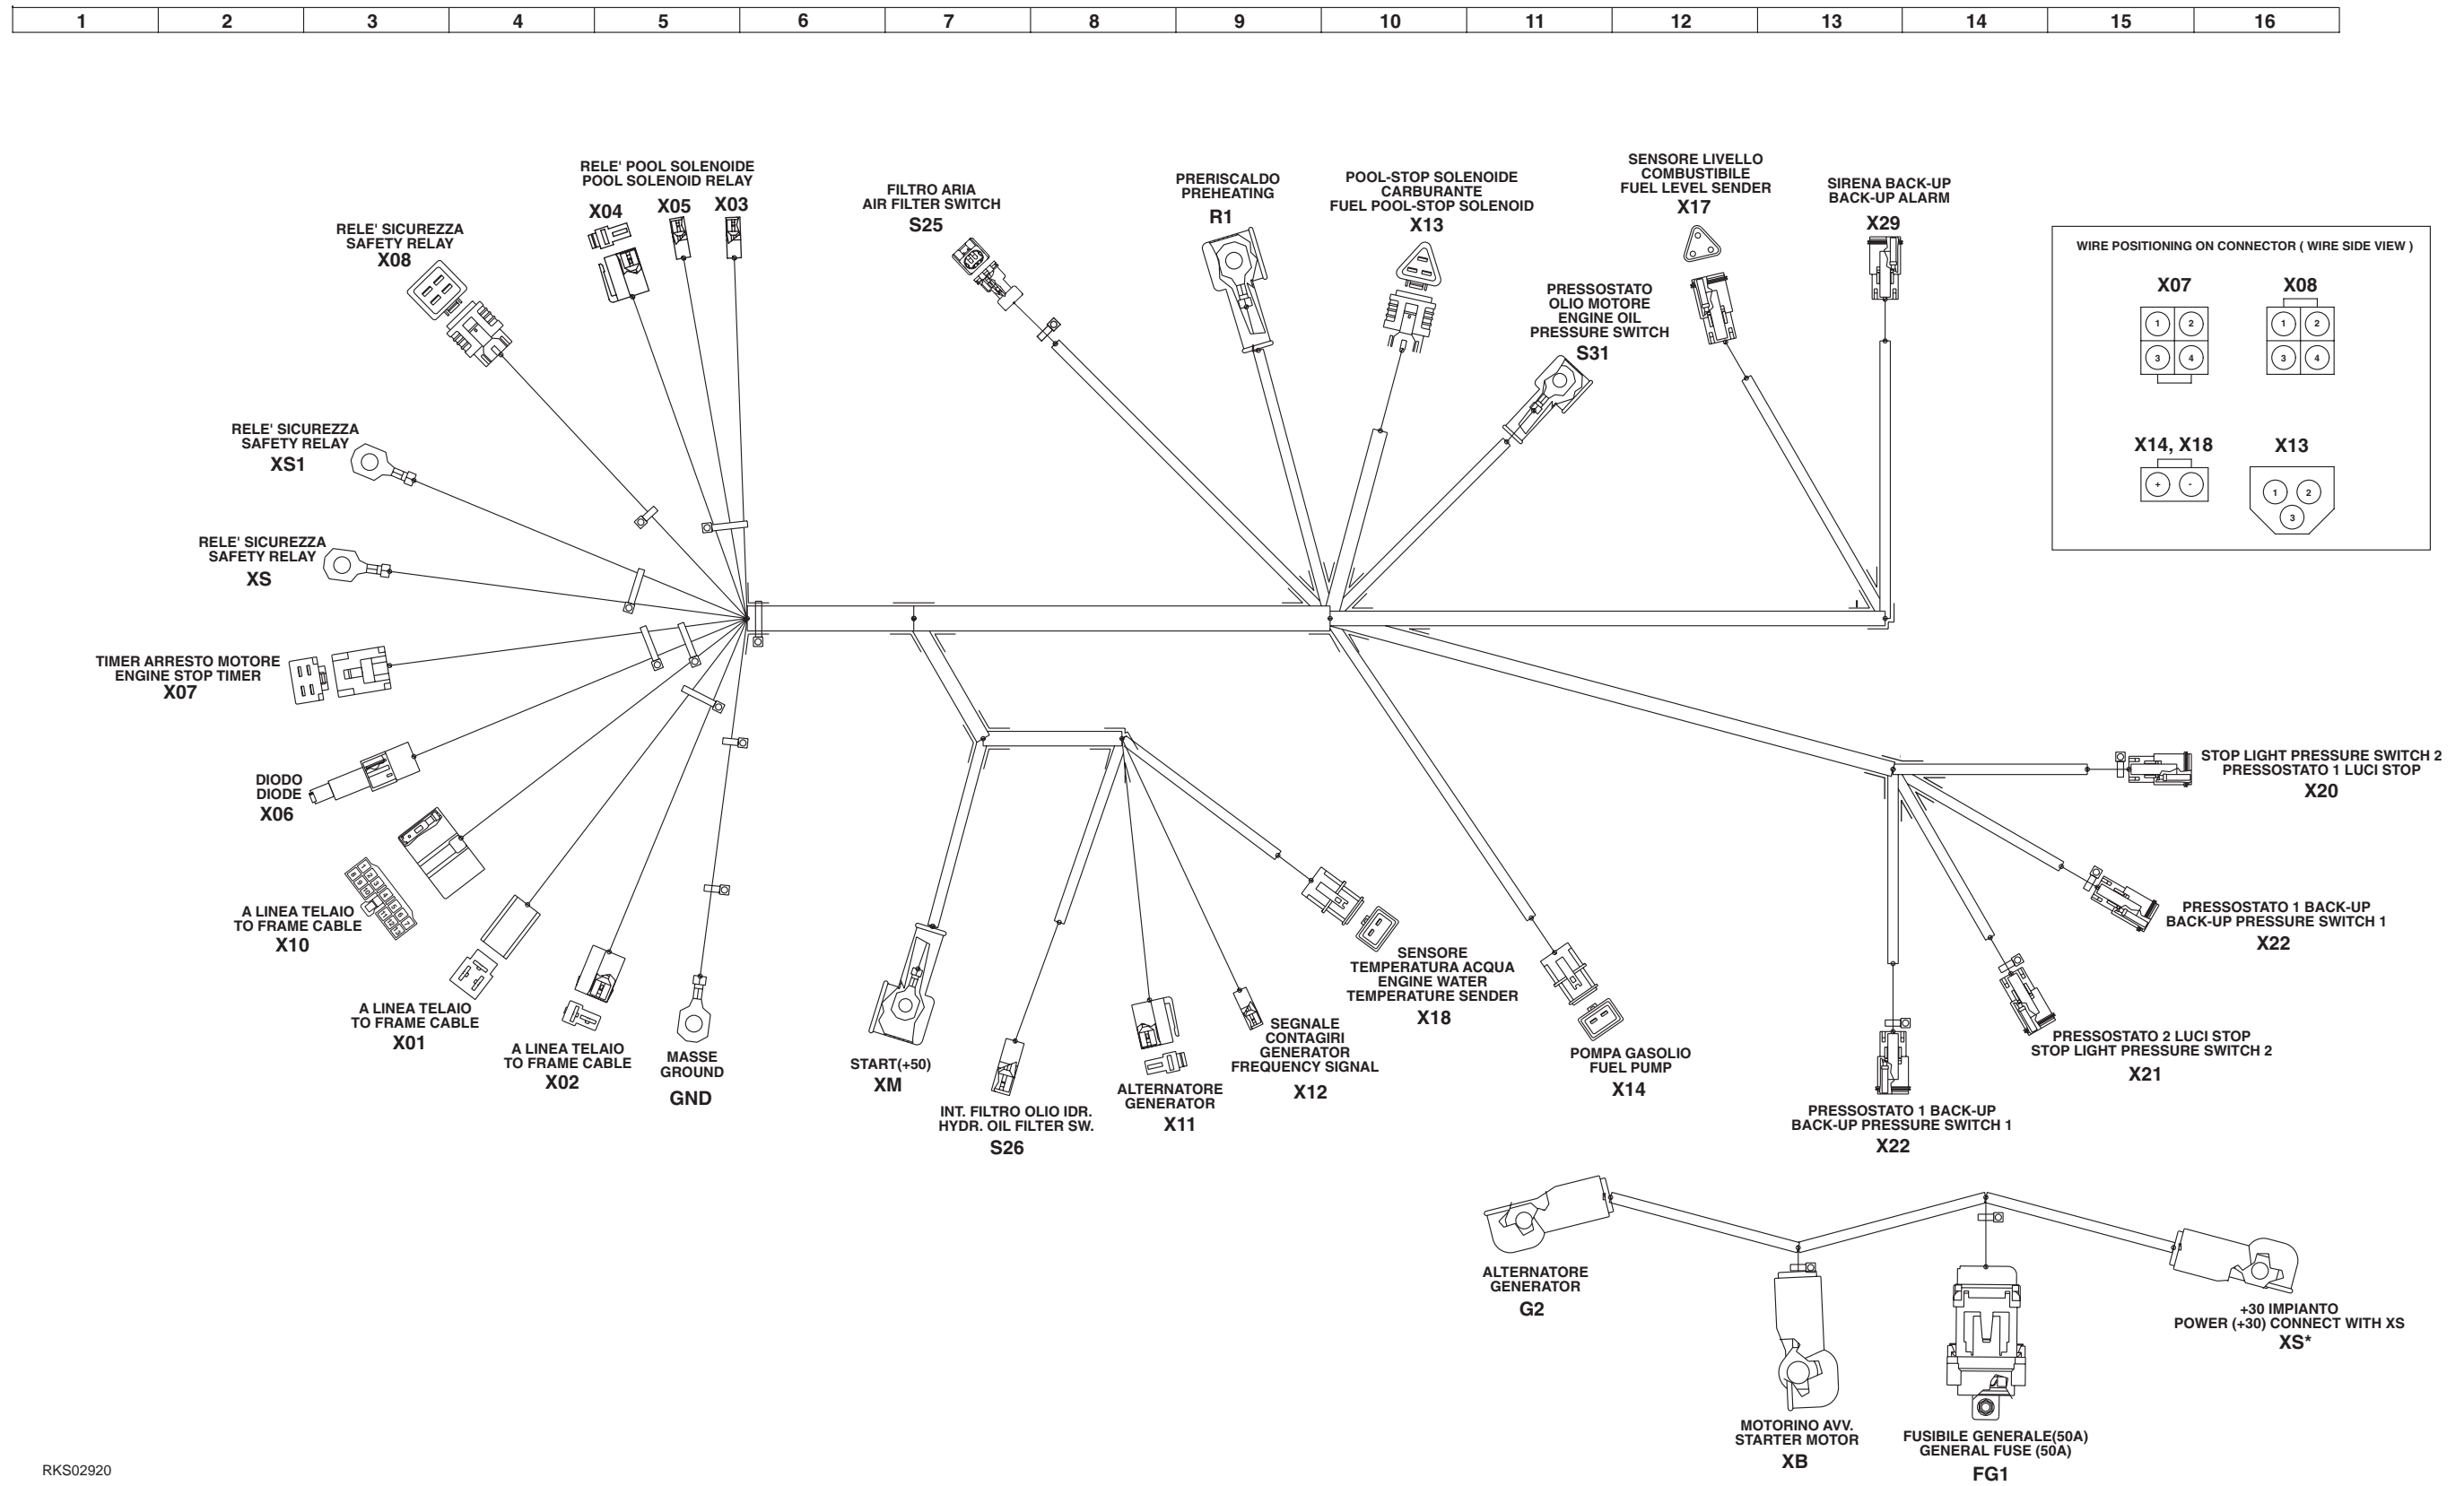 1 2 3 4 5 6 7 8 9 10 11 12 13 14 15 16
RELE' POOL SOLENOIDE
POOL SOLENOID RELAY
X04 X05 X03
RELE' SICUREZZA
SAFETY RELAY
X08
FILTRO ARIA
AIR FILTER SWITCH
S25
PRERISCALDO
PREHEATING
R1
POOL-STOP SOLENOIDE
CARBURANTE
FUEL POOL-STOP SOLENOID
X13
SENSORE LIVELLO
COMBUSTIBILE
FUEL LEVEL SENDER
X17
SIRENA BACK-UP
BACK-UP ALARM
X29
PRESSOSTATO
OLIO MOTORE
ENGINE OIL
PRESSURE SWITCH
S31
WIRE POSITIONING ON CONNECTOR ( WIRE SIDE VIEW )
X07 X08
1 2 1 2
3 4 3 4
X14, X18 X13
+ - 1 2
3
RELE' SICUREZZA
SAFETY RELAY
XS1
RELE' SICUREZZA
SAFETY RELAY
XS
TIMER ARRESTO MOTORE
ENGINE STOP TIMER
X07
DIODO
DIODE
X06
A LINEA TELAIO
TO FRAME CABLE
X10
A LINEA TELAIO
TO FRAME CABLE
X01
A LINEA TELAIO
TO FRAME CABLE
X02
MASSE
GROUND
GND
START(+50)
XM
INT. FILTRO OLIO IDR.
HYDR. OIL FILTER SW.
S26
ALTERNATORE
GENERATOR
X11
SEGNALE
CONTAGIRI
GENERATOR
FREQUENCY SIGNAL
X12
SENSORE
TEMPERATURA ACQUA
ENGINE WATER
TEMPERATURE SENDER
X18
POMPA GASOLIO
FUEL PUMP
X14
STOP LIGHT PRESSURE SWITCH 2
PRESSOSTATO 1 LUCI STOP
X20
PRESSOSTATO 1 BACK-UP
BACK-UP PRESSURE SWITCH 1
X22
PRESSOSTATO 2 LUCI STOP
STOP LIGHT PRESSURE SWITCH 2
X21
PRESSOSTATO 1 BACK-UP
BACK-UP PRESSURE SWITCH 1
X22
ALTERNATORE
GENERATOR
G2
MOTORINO AVV.
STARTER MOTOR
XB
FUSIBILE GENERALE(50A)
GENERAL FUSE (50A)
FG1
+30 IMPIANTO
POWER (+30) CONNECT WITH XS
XS*
RKS02920